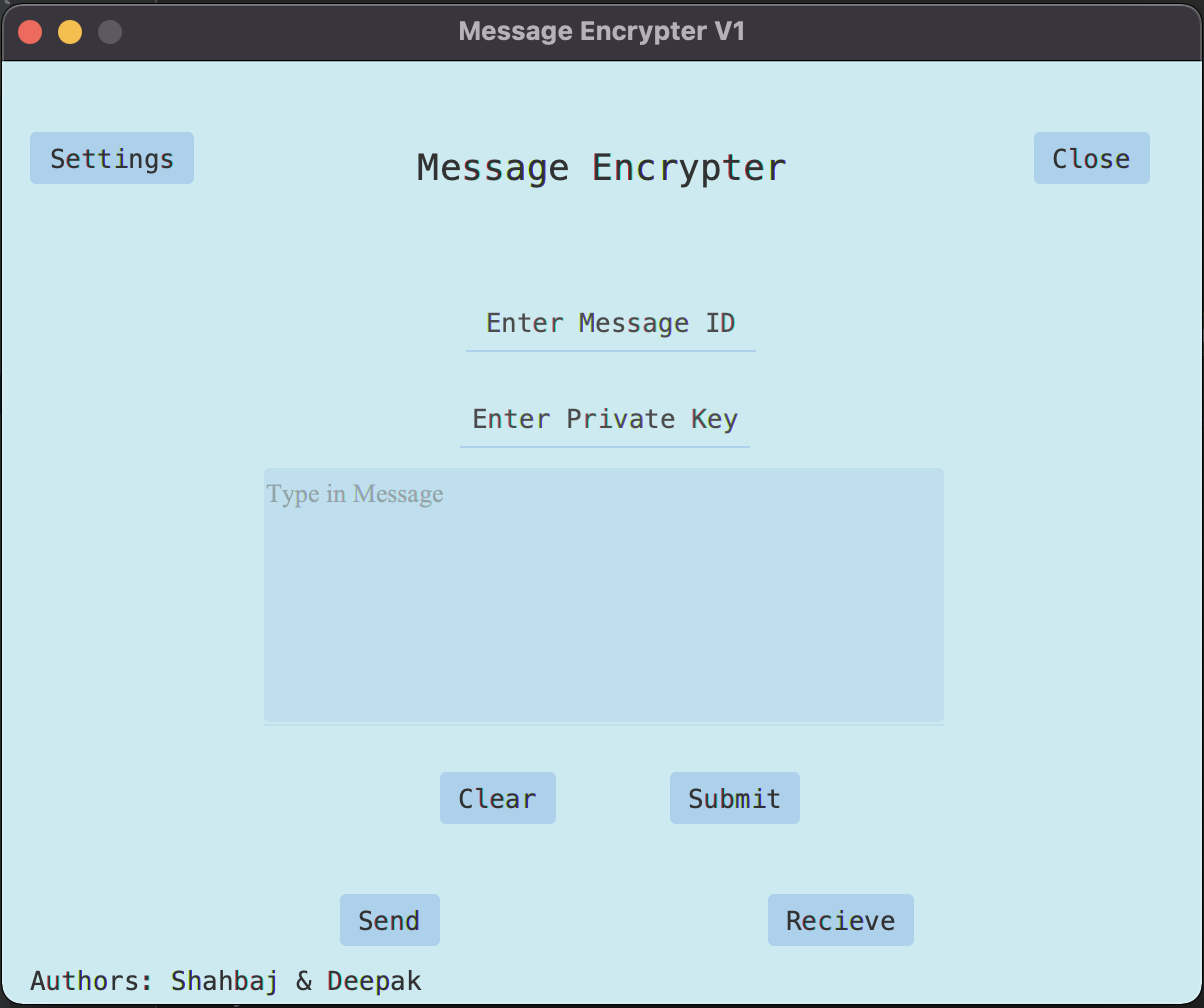 Message Encrypter V1
Settings
Message Encrypter
Close
Enter Message ID
Enter Private Key
Type in Message
Clear
Submit
Send
Recieve
Authors: Shahbaj & Deepak